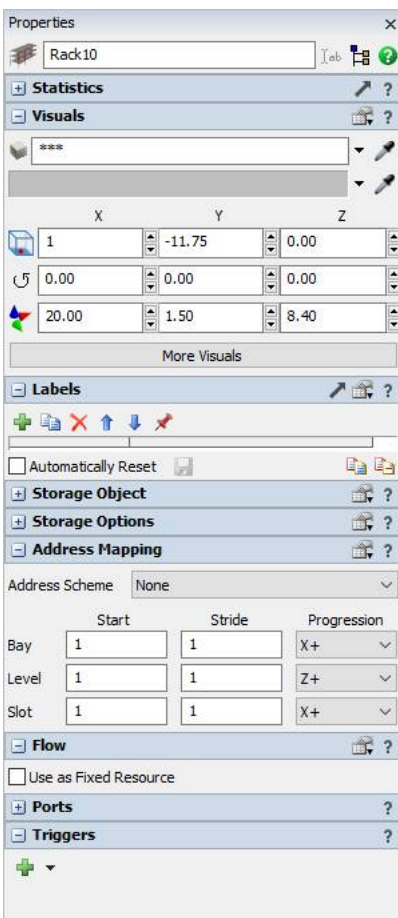 Properties
Rack10
ab
Statistics ?
Visuals ?
***
X Y Z
1 -11.75 0.00
0.00 0.00 0.00
20.00 1.50 8.40
More Visuals
Labels ?
Automatically Reset
Storage Object ?
Storage Options ?
Address Mapping ?
Address Scheme None
Start Stride Progression
Bay 1 1 X+
Level 1 1 Z+
Slot 1 1 X+
Flow ?
Use as Fixed Resource
Ports ?
Triggers ?